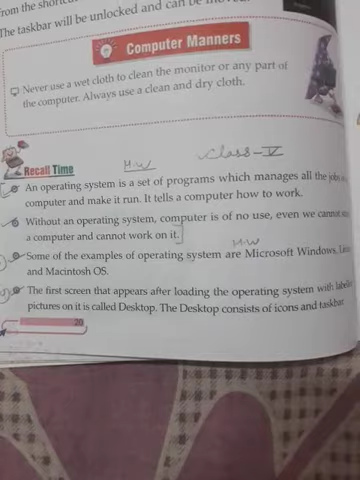 from the shortcut
The taskbar will be unlocked and can be moved
Computer Manners
Never use a wet cloth to clean the monitor or any part of
the computer. Always use a clean and dry cloth.
H.W Class-V
Recall Time
An operating system is a set of programs which manages all the jobs
computer and make it run. It tells a computer how to work.
Without an operating system, computer is of no use, even we cannot
a computer and cannot work on it.
H.W
Some of the examples of operating system are Microsoft Windows,
and Macintosh OS.
The first screen that appears after loading the operating system with
pictures on it is called Desktop. The Desktop consists of icons and taskbar
20